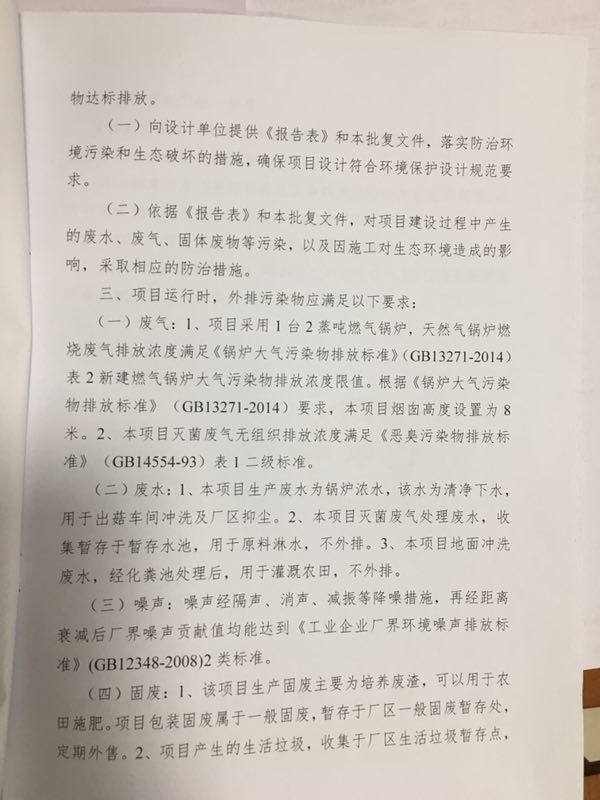 物达标排放。
（一）向设计单位提供《报告表》和本批复文件，落实防治环
境污染和生态破坏的措施，确保项目设计符合环境保护设计规范要
求。
（二）依据《报告表》和本批复文件，对项目建设过程中产生
的废水、废气、固体废物等污染，以及因施工对生态环境造成的影
响，采取相应的防治措施。
三、项目运行时，外排污染物应满足以下要求：
（一）废气：1、项目采用 1 台 2 蒸吨燃气锅炉，天然气锅炉燃
烧废气排放浓度满足《锅炉大气污染物排放标准》(GB13271-2014)
表 2 新建燃气锅炉大气污染物排放浓度限值。根据《锅炉大气污染
物排放标准》（GB13271-2014）要求，本项目烟囱高度设置为 8
米。2、本项目灭菌废气无组织排放浓度满足《恶臭污染物排放标
准》（GB14554-93）表 1 二级标准。
（二）废水：1、本项目生产废水为锅炉浓水，该水为清净下水，
用于出菇车间冲洗及厂区抑尘。2、本项目灭菌废气处理废水，收
集暂存于暂存水池，用于原料淋水，不外排。3、本项目地面冲洗
废水，经化粪池处理后，用于灌溉农田，不外排。
（三）噪声：噪声经隔声、消声、减振等降噪措施，再经距离
衰减后厂界噪声贡献值均能达到《工业企业厂界环境噪声排放标
准》(GB12348-2008)2 类标准。
（四）固废：1、该项目生产固废主要为培养废渣，可以用于农
田施肥。项目包装固废属于一般固废，暂存于厂区一般固废暂存处，
定期外售。2、项目产生的生活垃圾，收集于厂区生活垃圾暂存点，